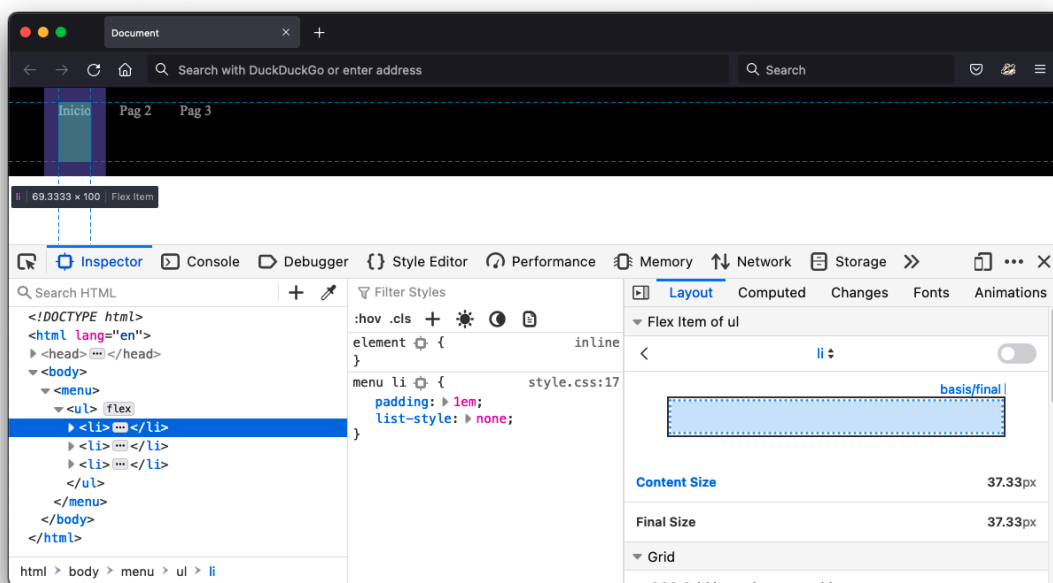 Document
Search with DuckDuckGo or enter address
Search
Inicio Pag 2 Pag 3
li 69.3333 × 100 Flex Item
Inspector Console Debugger {} Style Editor Performance Memory Network Storage
Search HTML
<!DOCTYPE html>
<html lang="en">
<head> ••• </head>
<body>
<menu>
<ul> flex
<li> ••• </li>
<li> ••• </li>
<li> ••• </li>
</ul>
</menu>
</body>
</html>
html > body > menu > ul > li
Filter Styles
:hov .cls
element { inline
}
menu li { style.css:17
padding: 1em;
list-style: none;
}
Layout Computed Changes Fonts Animations
Flex Item of ul
li
basis/final
Content Size 37.33px
Final Size 37.33px
Grid